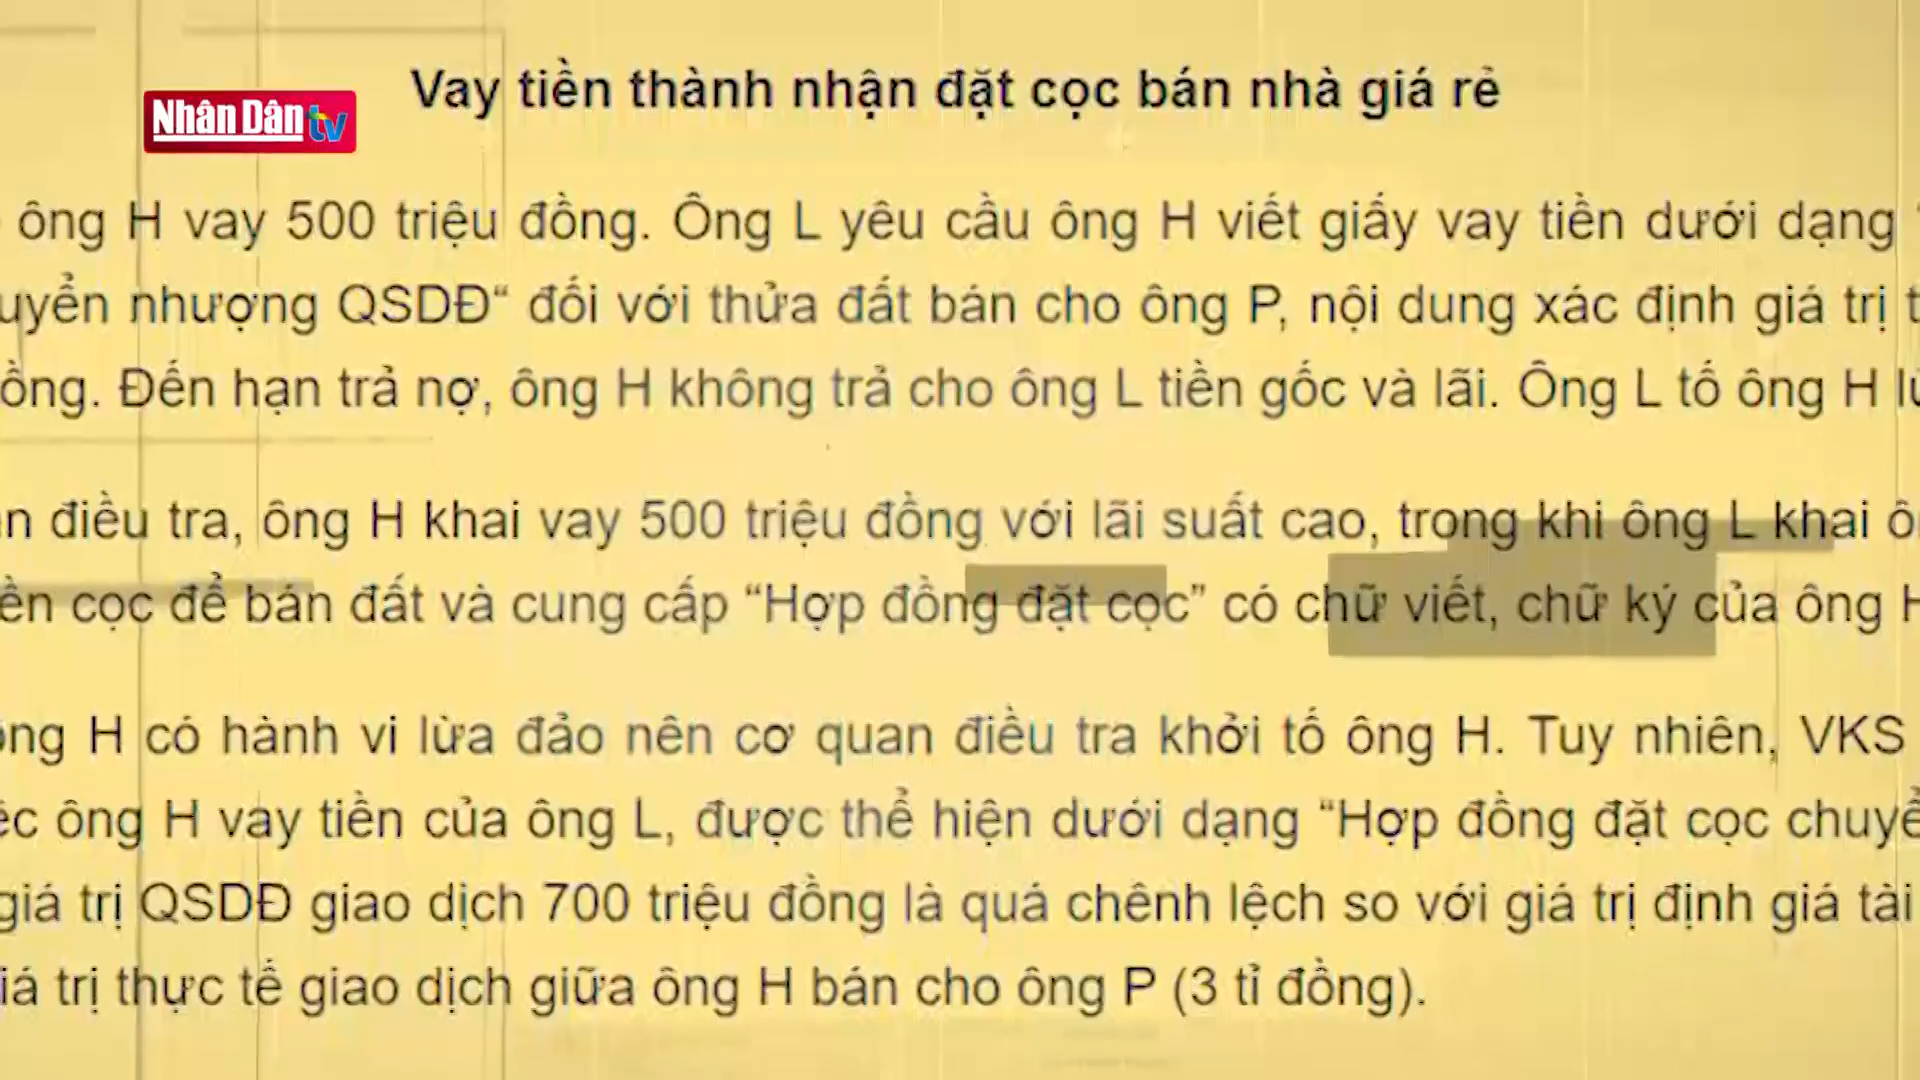 Vay tiền thành nhận đặt cọc bán nhà giá rẻ
Nhân Dân tv
ông H vay 500 triệu đồng. Ông L yêu cầu ông H viết giấy vay tiền dưới dạng
nhượng QSDĐ“ đối với thửa đất bán cho ông P, nội dung xác định giá trị
Đến hạn trả nợ, ông H không trả cho ông L tiền gốc và lãi. Ông L tố ông H
điều tra, ông H khai vay 500 triệu đồng với lãi suất cao, trong khi ông L khai
cọc để bán đất và cung cấp “Hợp đồng đặt cọc” có chữ viết, chữ ký của ông H
H có hành vi lừa đảo nên cơ quan điều tra khởi tố ông H. Tuy nhiên, VKS
ông H vay tiền của ông L, được thể hiện dưới dạng “Hợp đồng đặt cọc
giá trị QSDĐ giao dịch 700 triệu đồng là quá chênh lệch so với giá trị định giá tài
trị thực tế giao dịch giữa ông H bán cho ông P (3 tỉ đồng).